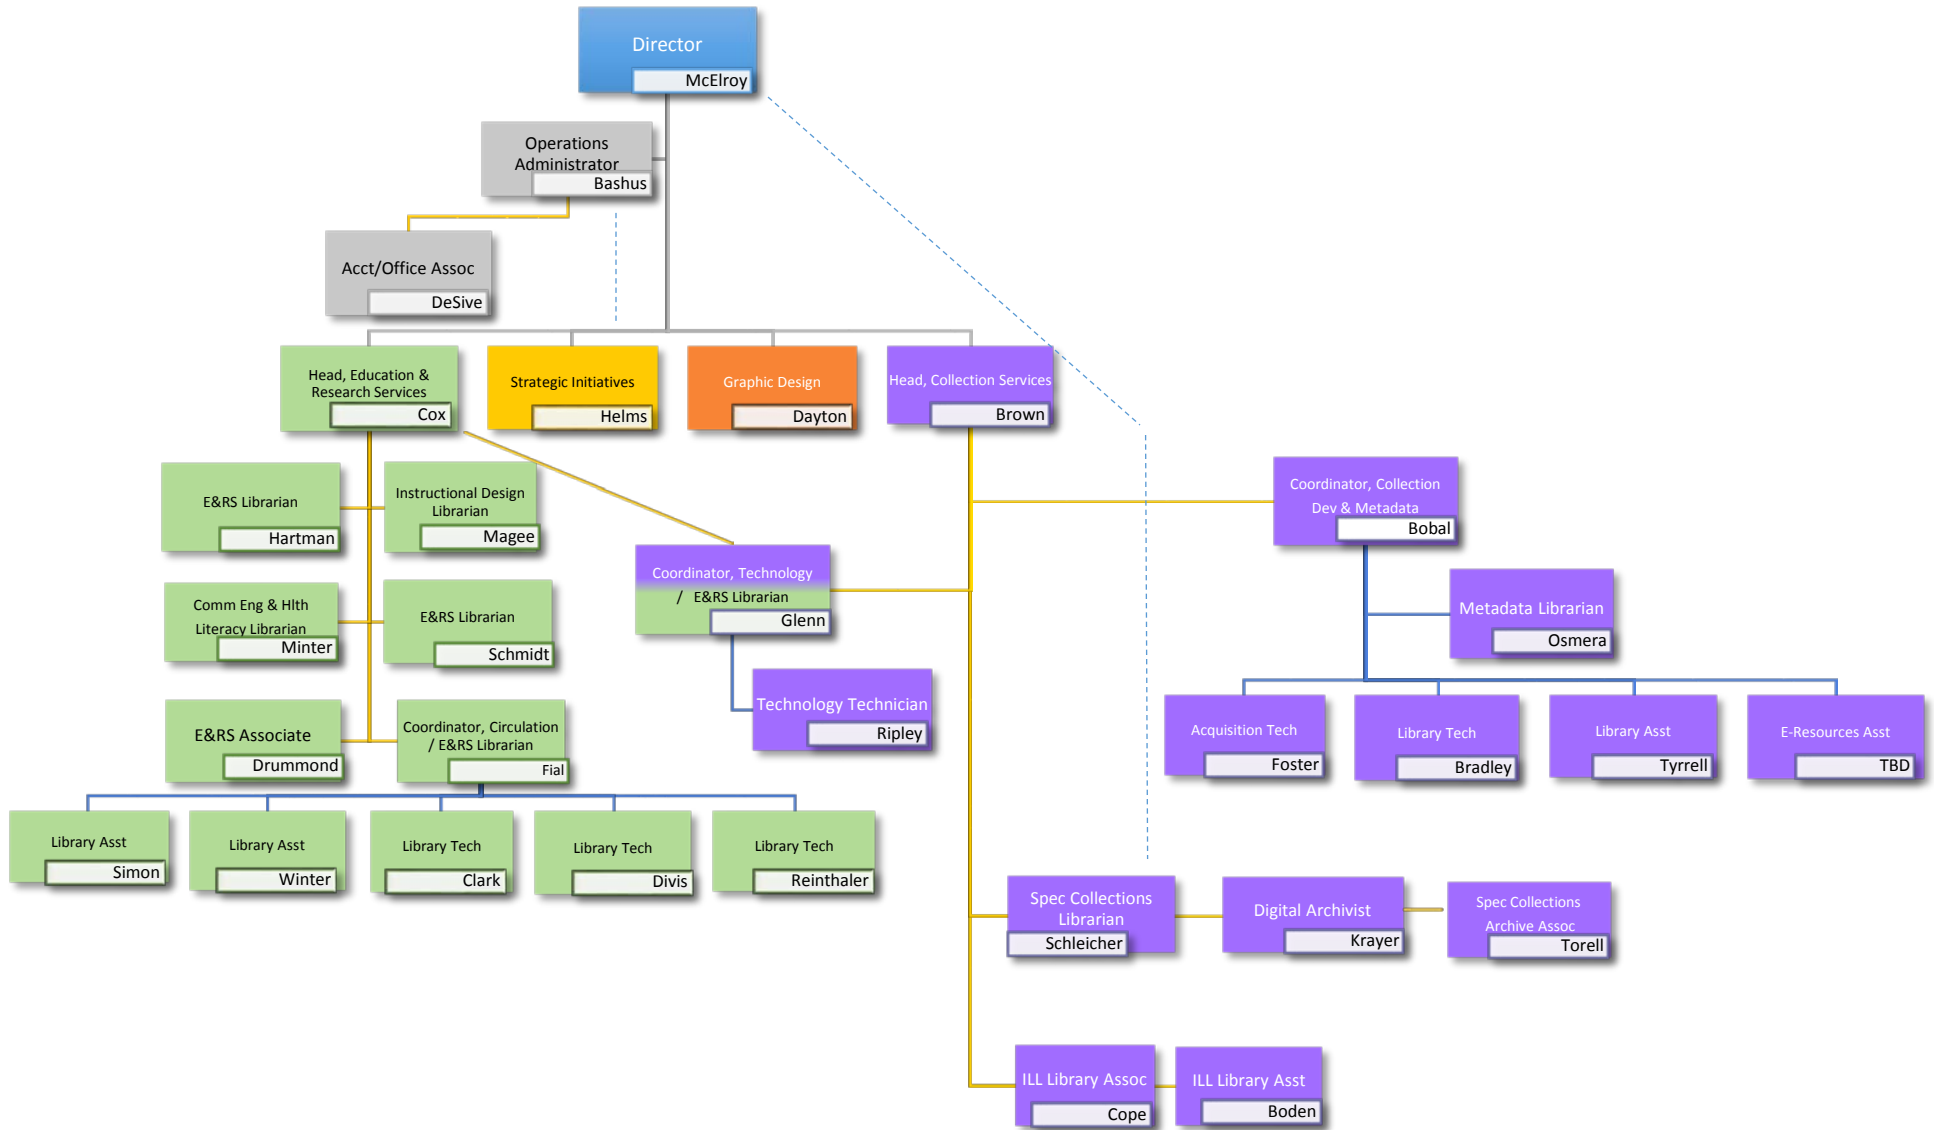 Director
McElroy
Operations
Administrator
Bashus
Acct/Office Assoc
DeSive
Head, Education &
Research Services
Cox
Strategic Initiatives
Helms
Graphic Design
Dayton
Head, Collection Services
Brown
E&RS Librarian
Hartman
Instructional Design
Librarian
Magee
Coordinator, Collection
Dev & Metadata
Bobal
Coordinator, Technology
/ E&RS Librarian
Glenn
Comm Eng & Hlth
Literacy Librarian
Minter
E&RS Librarian
Schmidt
Metadata Librarian
Osmera
Technology Technician
Ripley
E&RS Associate
Drummond
Coordinator, Circulation
/ E&RS Librarian
Fial
Acquisition Tech
Foster
Library Tech
Bradley
Library Asst
Tyrrell
E-Resources Asst
TBD
Library Asst
Simon
Library Asst
Winter
Library Tech
Clark
Library Tech
Divis
Library Tech
Reinthaler
Spec Collections
Librarian
Schleicher
Digital Archivist
Krayer
Spec Collections
Archive Assoc
Torell
ILL Library Assoc
Cope
ILL Library Asst
Boden